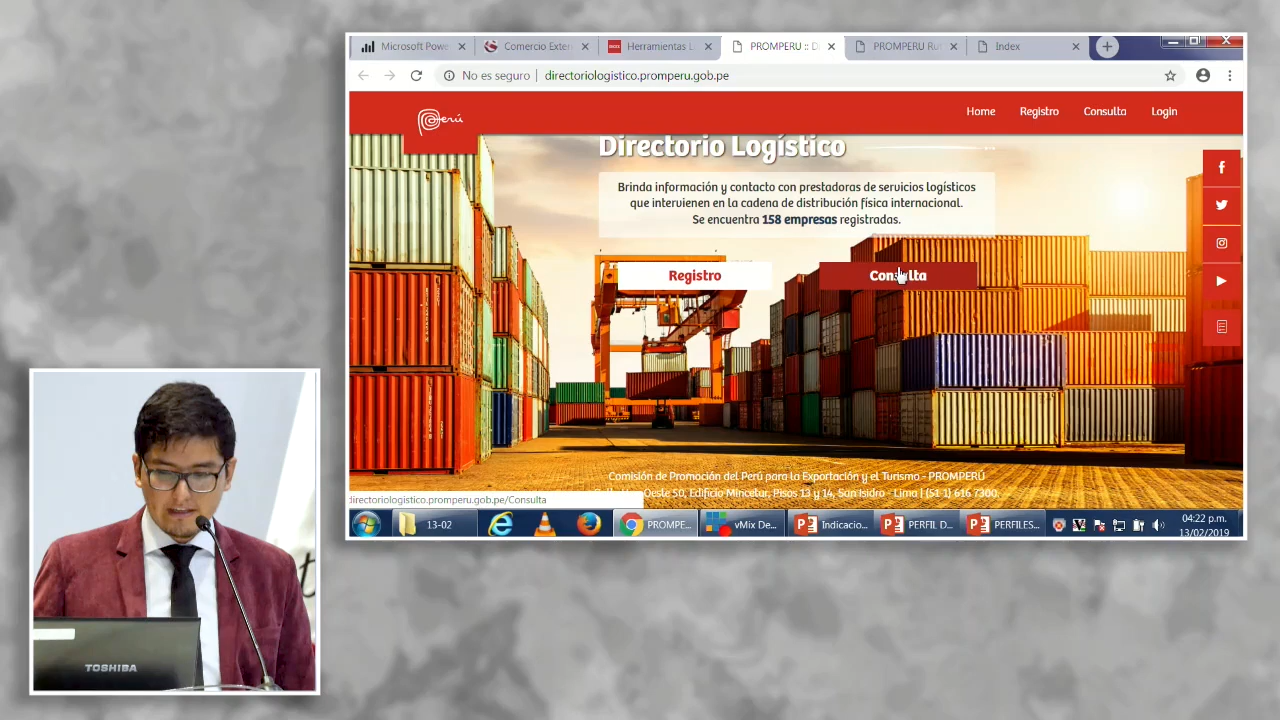 Microsoft Pow
Comercio Exter
Herramientas L
PROMPERU :: D
PROMPERU Ru
Index
No es seguro | directoriologistico.promperu.gob.pe
Perú
Home
Registro
Consulta
Login
Directorio Logístico
Brinda información y contacto con prestadoras de servicios logísticos
que intervienen en la cadena de distribución física internacional.
Se encuentra 158 empresas registradas.
Registro
Consulta
Comisión de Promoción del Perú para la Exportación y el Turismo - PROMPERÚ
Oeste 50, Edificio Mincetur, Pisos 13 y 14, San Isidro - Lima | (51 1) 616 7300
directoriologistico.promperu.gob.pe/Consulta
13-02
PROMPE...
vMix De...
Indicacio...
PERFIL D...
PERFILES...
04:22 p.m.
13/02/2019
TOSHIBA